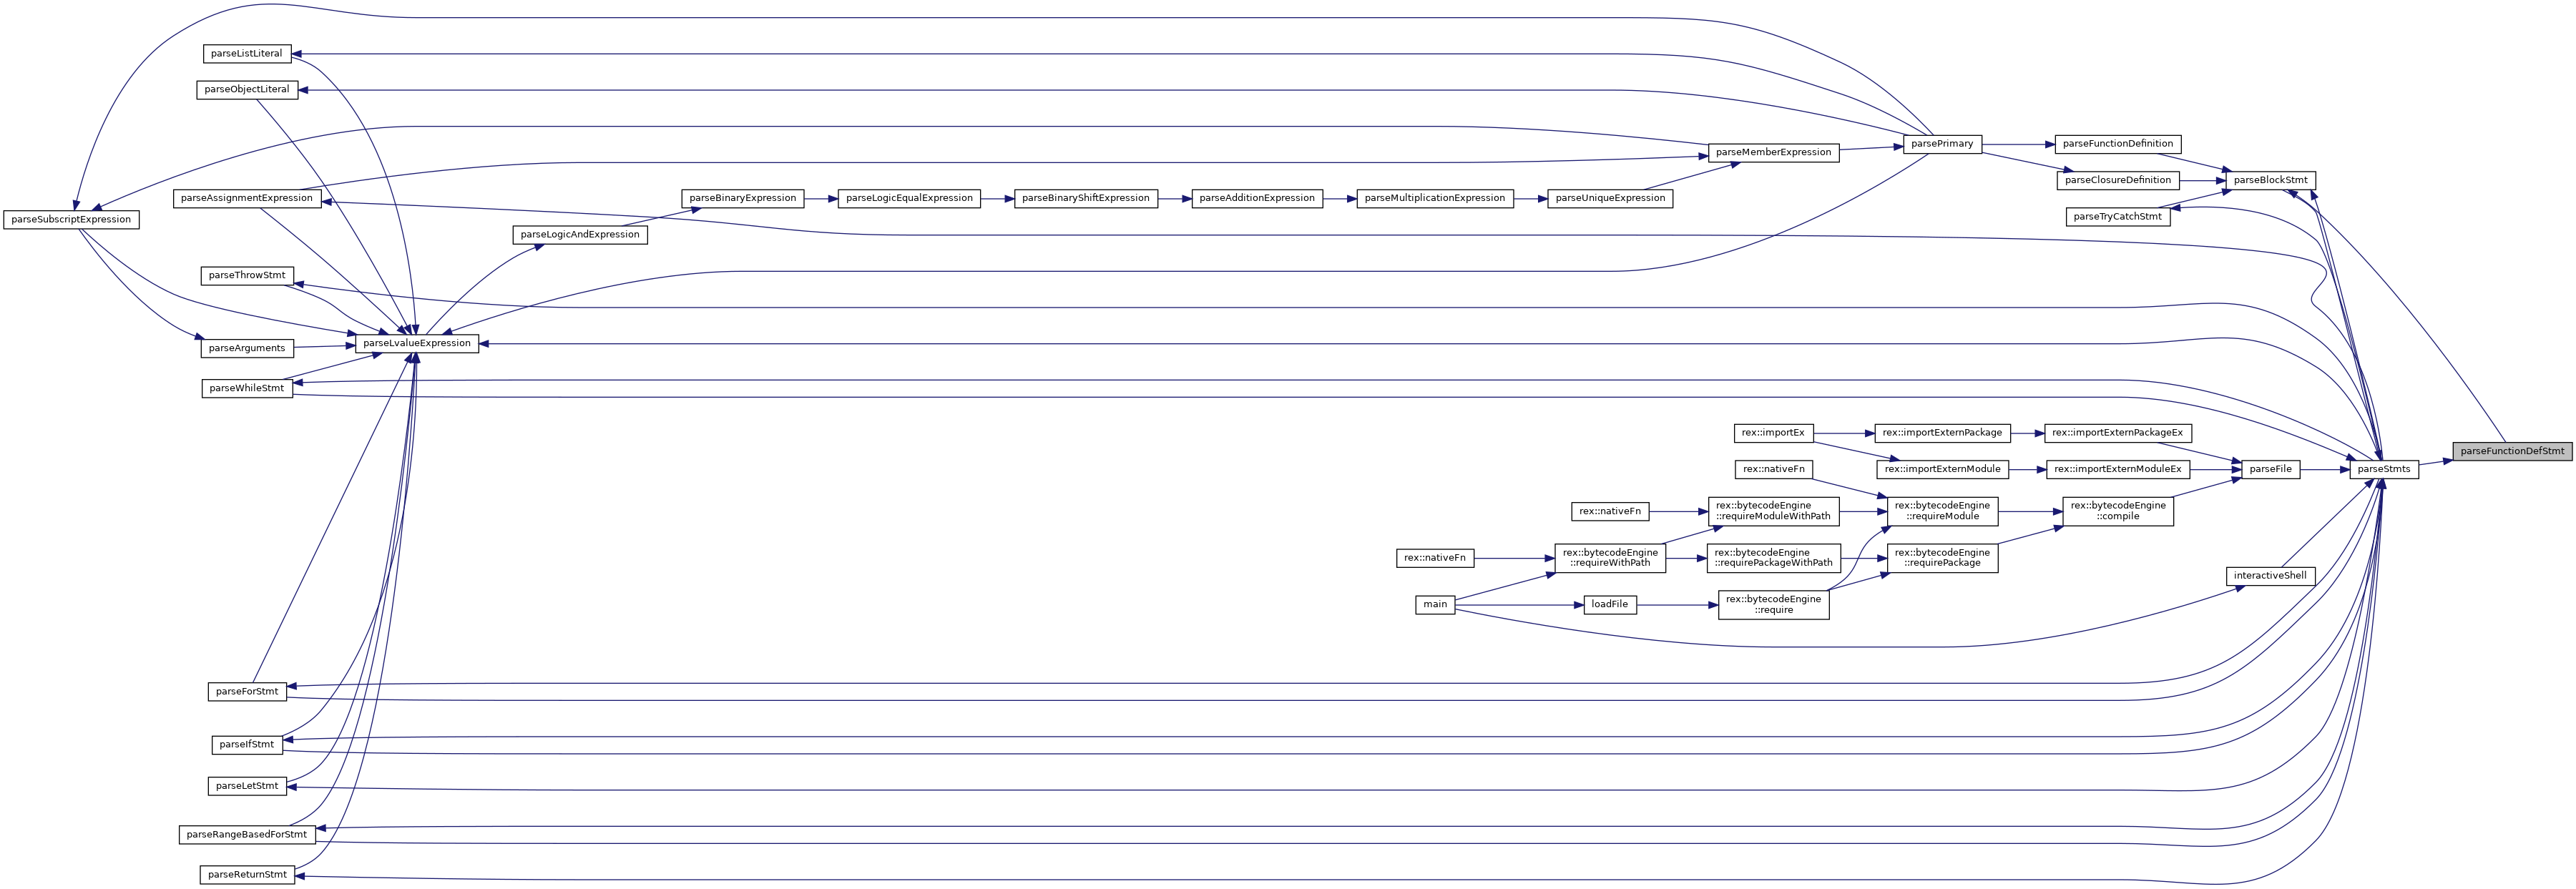 parseListLiteral
parseObjectLiteral
parseSubscriptExpression
parseAssignmentExpression
parseThrowStmt
parseArguments
parseWhileStmt
parseForStmt
parseIfStmt
parseLetStmt
parseRangeBasedForStmt
parseReturnStmt
parseLvalueExpression
parseLogicAndExpression
parseBinaryExpression
parseLogicEqualExpression
parseBinaryShiftExpression
parseAdditionExpression
parseMultiplicationExpression
parseUniqueExpression
parseMemberExpression
parsePrimary
parseFunctionDefinition
parseClosureDefinition
parseTryCatchStmt
parseBlockStmt
rex::importEx
rex::importExternPackage
rex::importExternPackageEx
rex::nativeFn
rex::importExternModule
rex::importExternModuleEx
parseFile
parseStmts
parseFunctionDefStmt
rex::nativeFn
rex::bytecodeEngine
::requireModuleWithPath
rex::bytecodeEngine
::requireModule
rex::bytecodeEngine
::compile
rex::nativeFn
rex::bytecodeEngine
::requireWithPath
rex::bytecodeEngine
::requirePackageWithPath
rex::bytecodeEngine
::requirePackage
interactiveShell
main
loadFile
rex::bytecodeEngine
::require